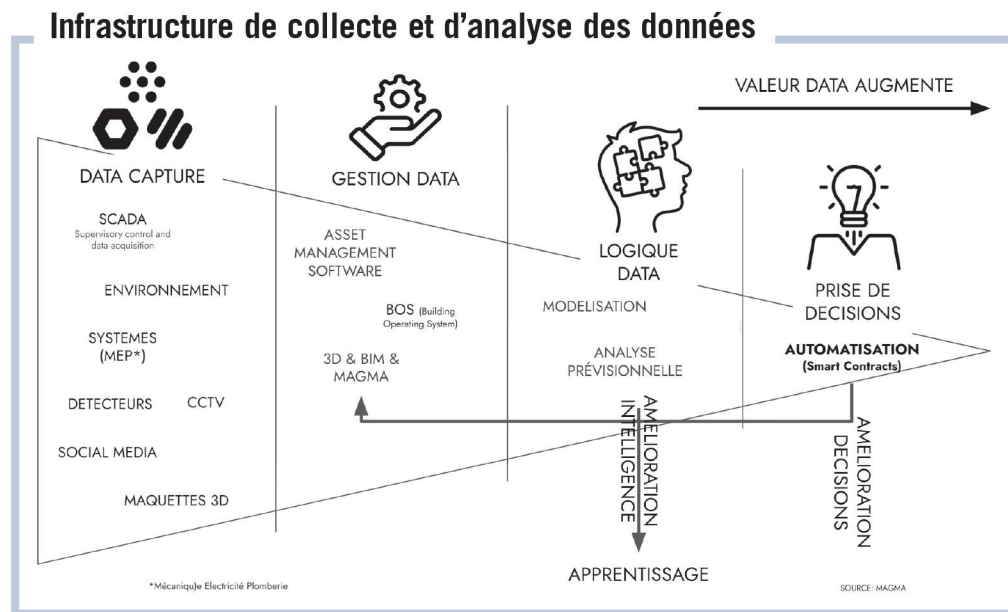 Infrastructure de collecte et d'analyse des données
VALEUR DATA AUGMENTE
DATA CAPTURE
SCADA
Supervisory control and
data acquisition
ENVIRONNEMENT
SYSTEMES
(MEP*)
DETECTEURS
CCTV
SOCIAL MEDIA
MAQUETTES 3D
GESTION DATA
ASSET
MANAGEMENT
SOFTWARE
BOS (Building
Operating System)
3D & BIM &
MAGMA
LOGIQUE
DATA
MODELISATION
ANALYSE
PRÉVISIONNELLE
AMELIORATION
INTELLIGENCE
APPRENTISSAGE
PRISE DE
DECISIONS
AUTOMATISATION
(Smart Contracts)
AMELIORATION
DECISIONS
*Mécaniqu)e Electricité Plomberie
SOURCE: MAGMA